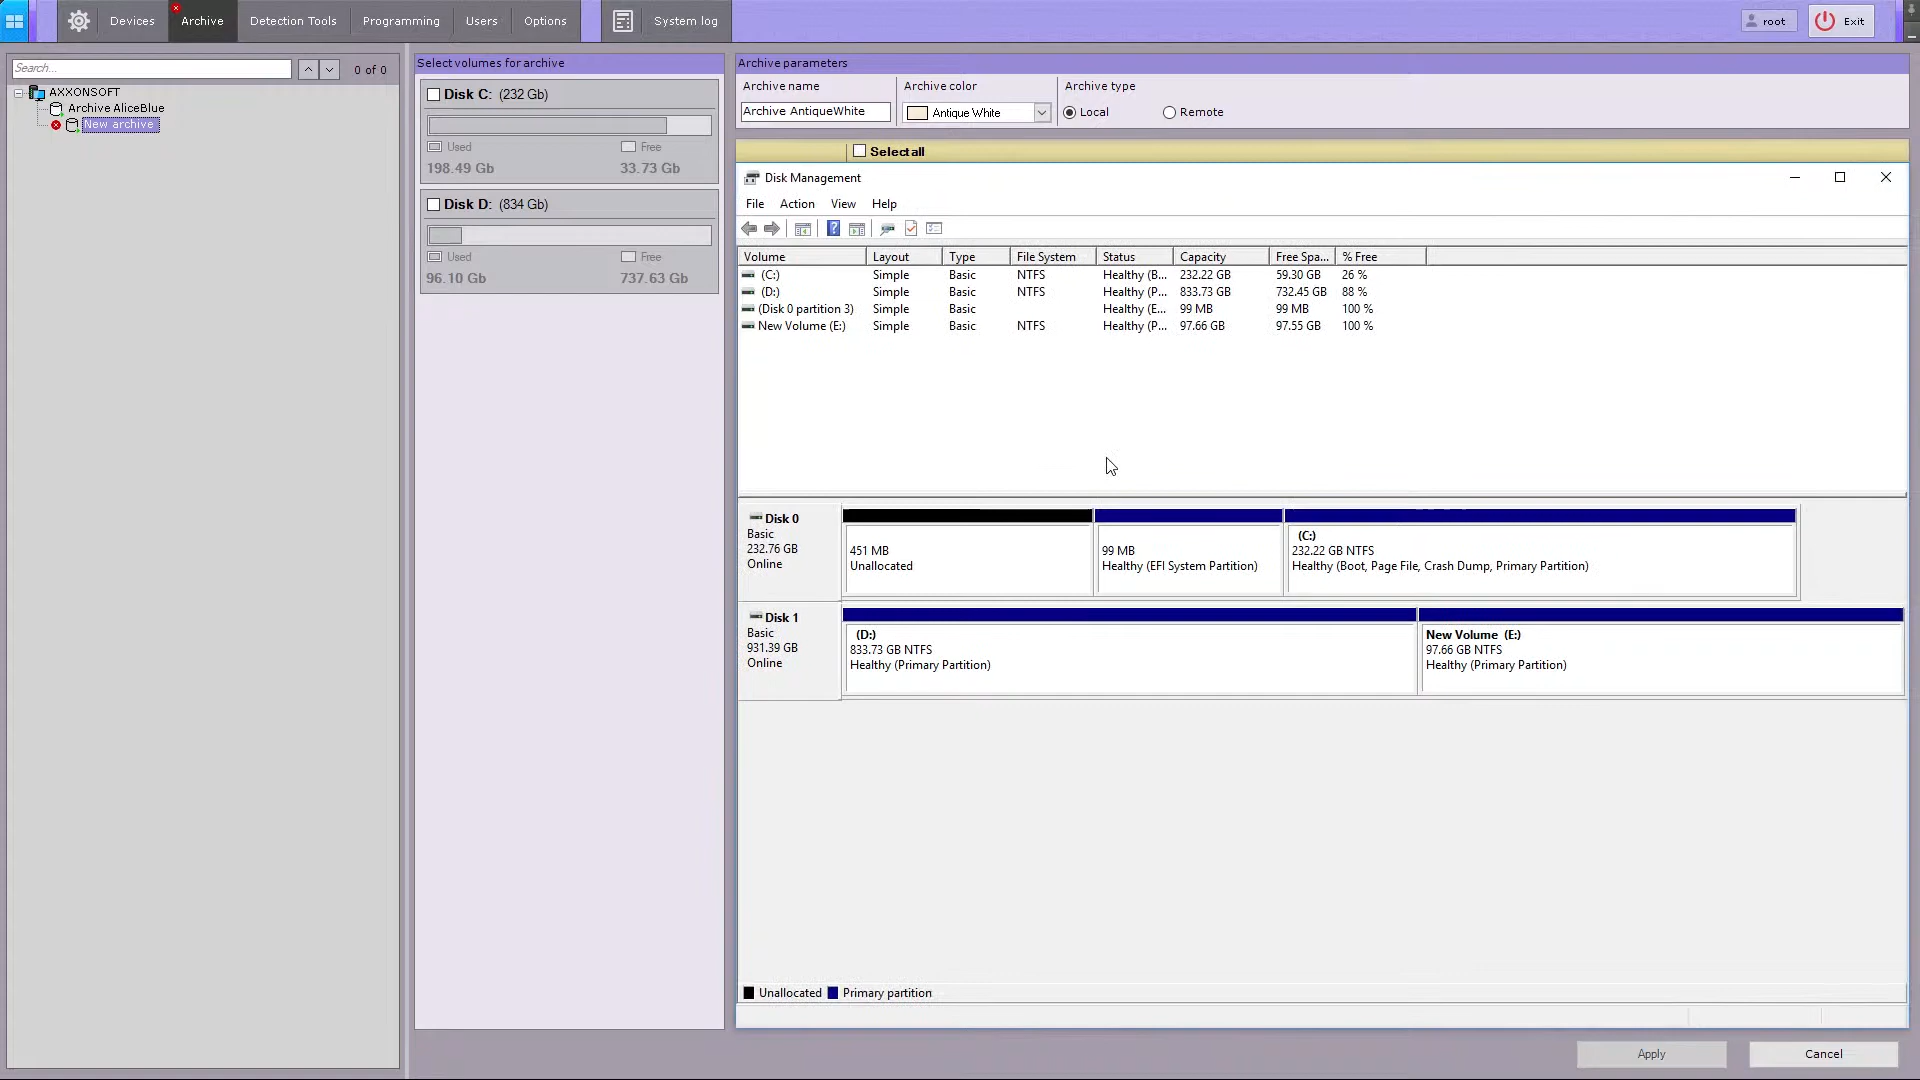 Devices
Archive
Detection Tools
Programming
Users
Options
System log
root
Exit
Search...
0 of 0
AXXONSOFT
Archive AliceBlue
New archive
Select volumes for archive
Disk C: (232 Gb)
Used
Free
198.49 Gb
33.73 Gb
Disk D: (834 Gb)
Used
Free
96.10 Gb
737.63 Gb
Archive parameters
Archive name
Archive color
Archive type
Archive AntiqueWhite
Antique White
Local
Remote
Select all
Disk Management
File Action View Help
Volume Layout Type File System Status Capacity Free Spa... % Free
(C:) Simple Basic NTFS Healthy (B... 232.22 GB 59.30 GB 26 %
(D:) Simple Basic NTFS Healthy (P... 833.73 GB 732.45 GB 88 %
(Disk 0 partition 3) Simple Basic Healthy (E... 99 MB 99 MB 100 %
New Volume (E:) Simple Basic NTFS Healthy (P... 97.66 GB 97.55 GB 100 %
Disk 0
Basic
232.76 GB
Online
451 MB
Unallocated
99 MB
Healthy (EFI System Partition)
(C:)
232.22 GB NTFS
Healthy (Boot, Page File, Crash Dump, Primary Partition)
Disk 1
Basic
931.39 GB
Online
(D:)
833.73 GB NTFS
Healthy (Primary Partition)
New Volume (E:)
97.66 GB NTFS
Healthy (Primary Partition)
Unallocated
Primary partition
Apply
Cancel